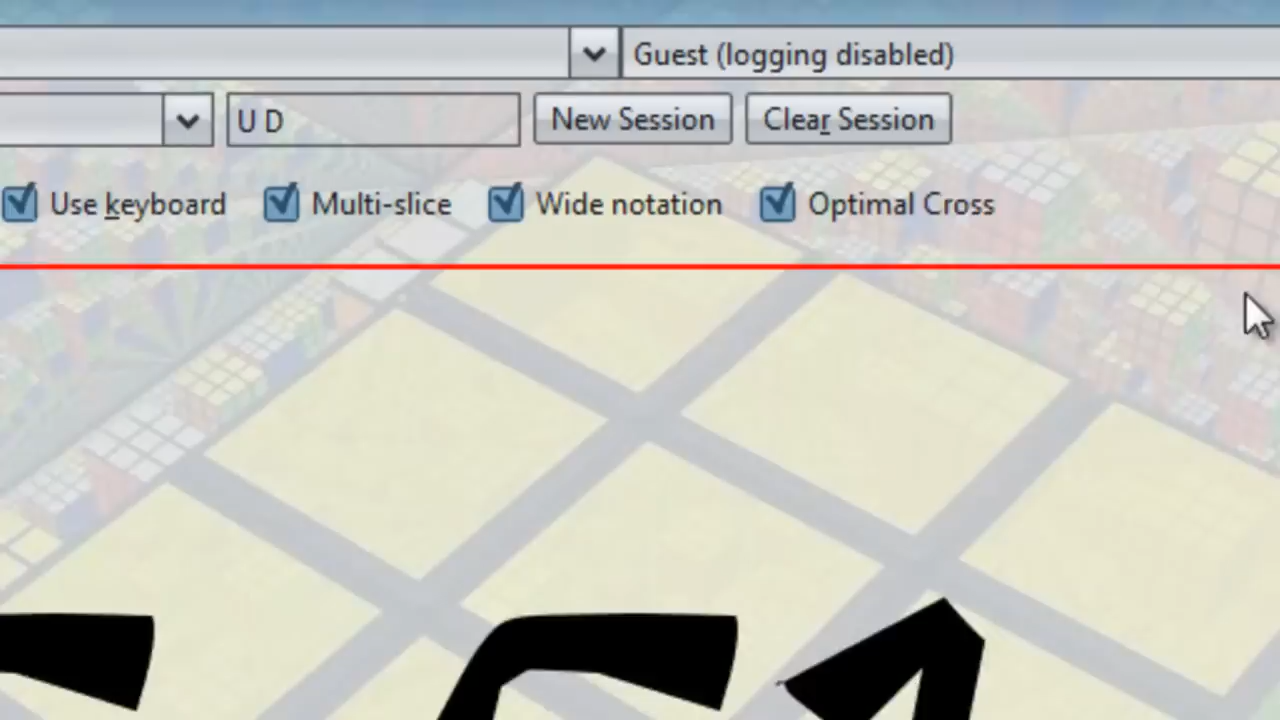 Guest (logging disabled)
U D New Session Clear Session
Use keyboard Multi-slice Wide notation Optimal Cross